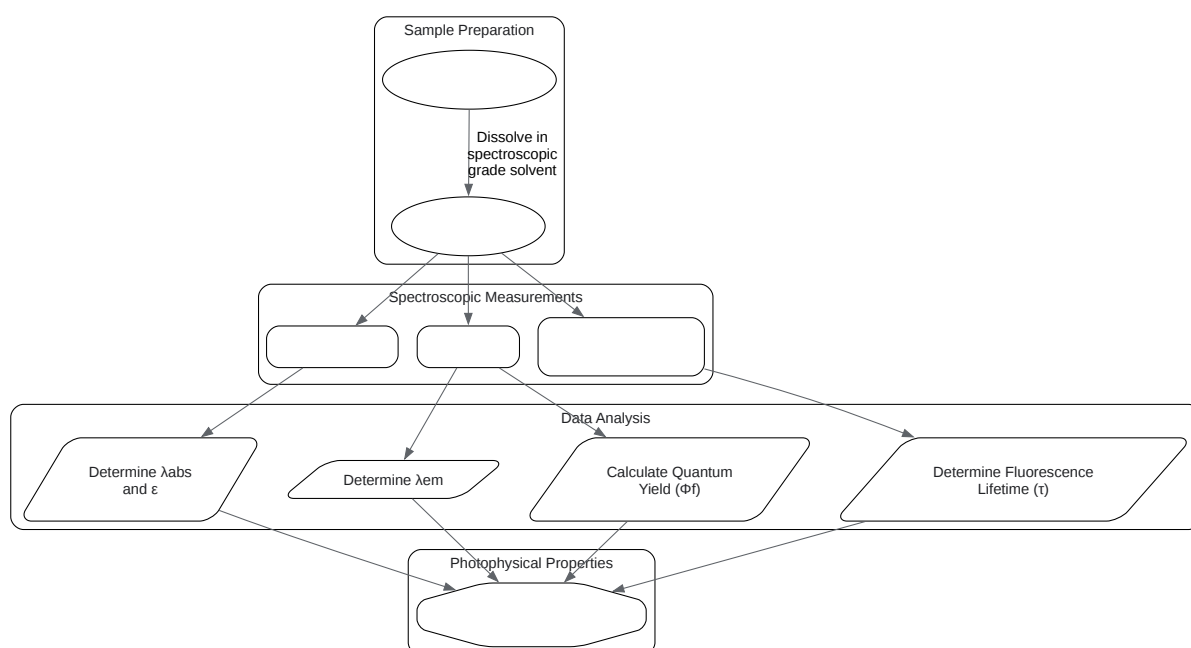 Sample Preparation
Dissolve in
spectroscopic
grade solvent
Spectroscopic Measurements
Data Analysis
Determine λabs
and ε
Determine λem
Calculate Quantum
Yield (Φf)
Determine Fluorescence
Lifetime (τ)
Photophysical Properties